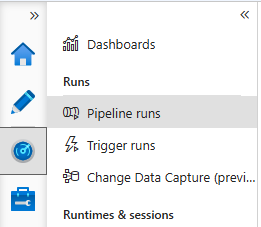 Dashboards
Runs
Pipeline runs
Trigger runs
Change Data Capture (previ...
Runtimes & sessions